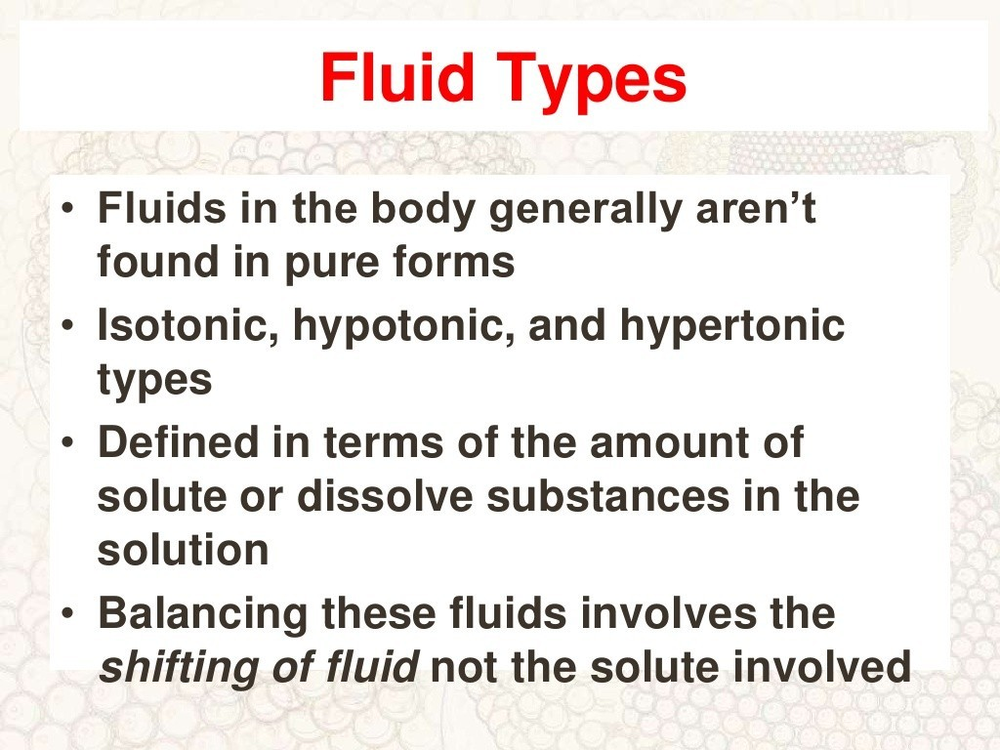 Fluid Types
• Fluids in the body generally aren’t
found in pure forms
• Isotonic, hypotonic, and hypertonic
types
• Defined in terms of the amount of
solute or dissolve substances in the
solution
• Balancing these fluids involves the
shifting of fluid not the solute involved